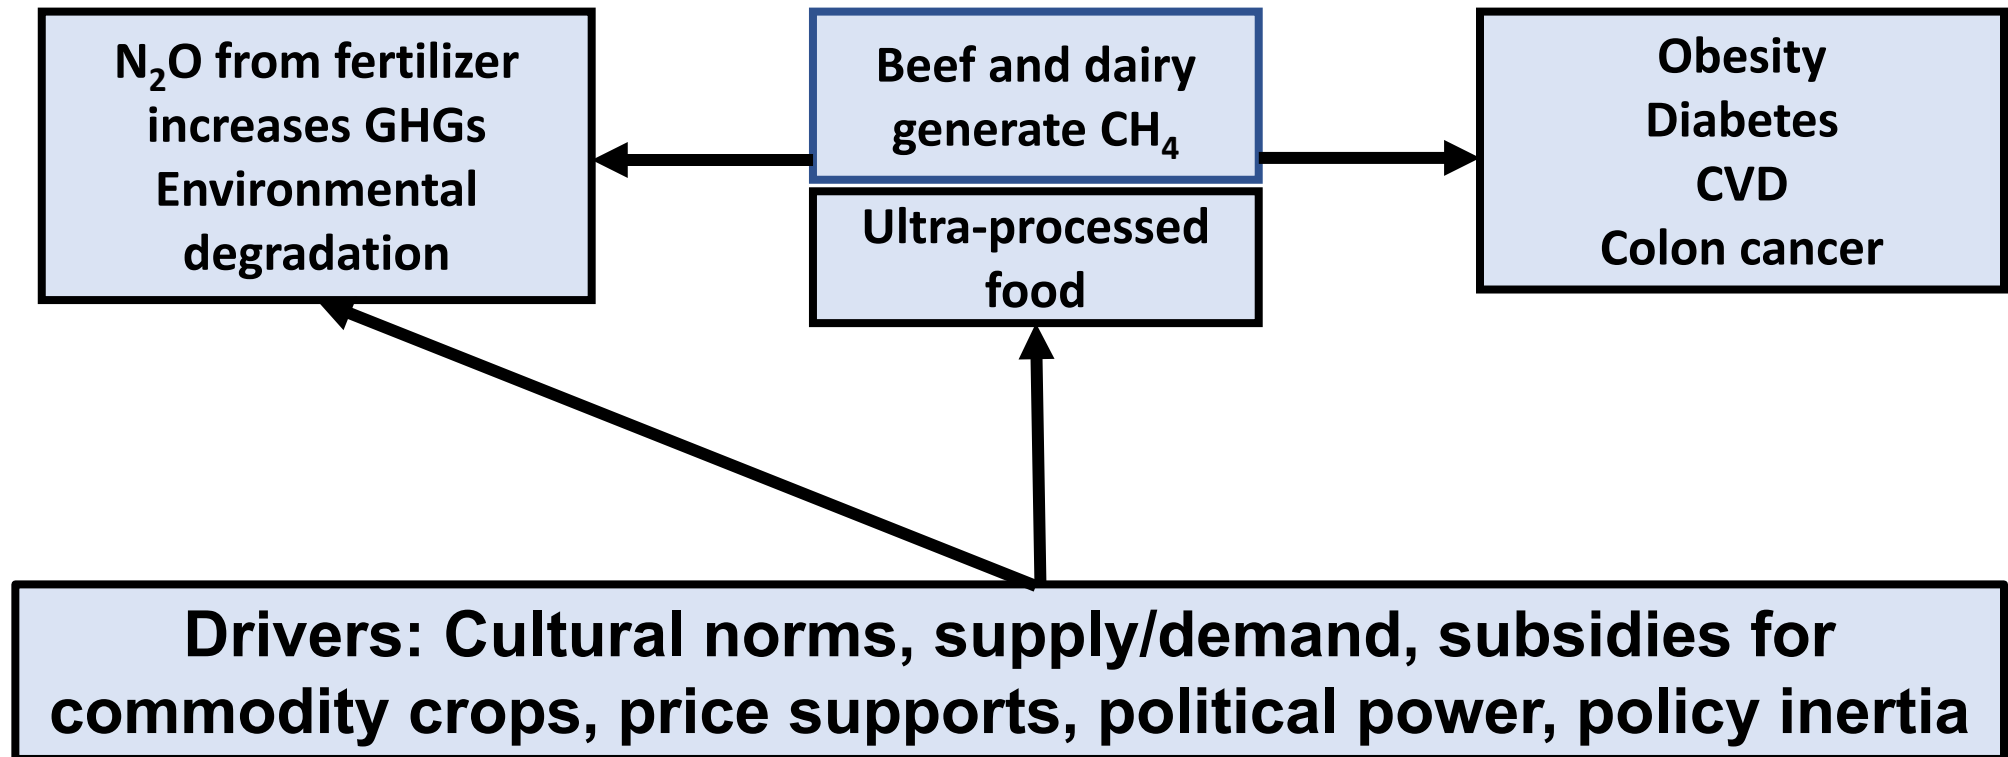 N₂O from fertilizer
increases GHGs
Environmental
degradation
Beef and dairy
generate CH₄
Ultra-processed
food
Obesity
Diabetes
CVD
Colon cancer
Drivers: Cultural norms, supply/demand, subsidies for
commodity crops, price supports, political power, policy inertia